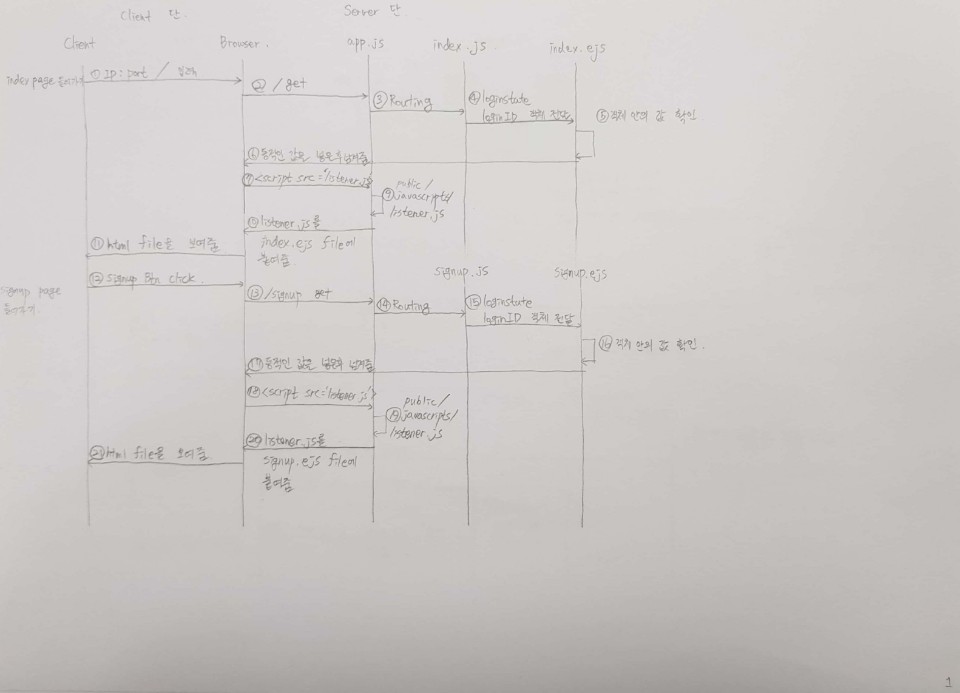 Client 단
Server 단
Client
Browser.
app.js
index.js
index.ejs
index page 들어가기
① IP:port / 입력
② /get
③ Routing
④ loginstate
loginID 객체 전달
⑤ 객체 안의 값 확인
⑥ 동적인 값은 넣은후 넘겨줌
⑦ <script src='listener.js'
⑨ public/
javascripts/
listener.js
⑩ listener.js를
index.ejs file에
붙여줌.
⑪ html file을 보여줌
signup.js
signup.ejs
signup page
들어가기.
⑫ signup Btn click.
⑬ /signup get
⑭ Routing
⑮ loginstate
loginID 객체 전달
⑯ 객체 안의 값 확인.
⑰ 동적인 값은 넣은후 넘겨줌
⑱ <script src='listener.js'>
⑲ public/
javascripts/
listener.js
⑳ listener.js를
signup.ejs file에
붙여줌
㉑ html file을 보여줌.
1